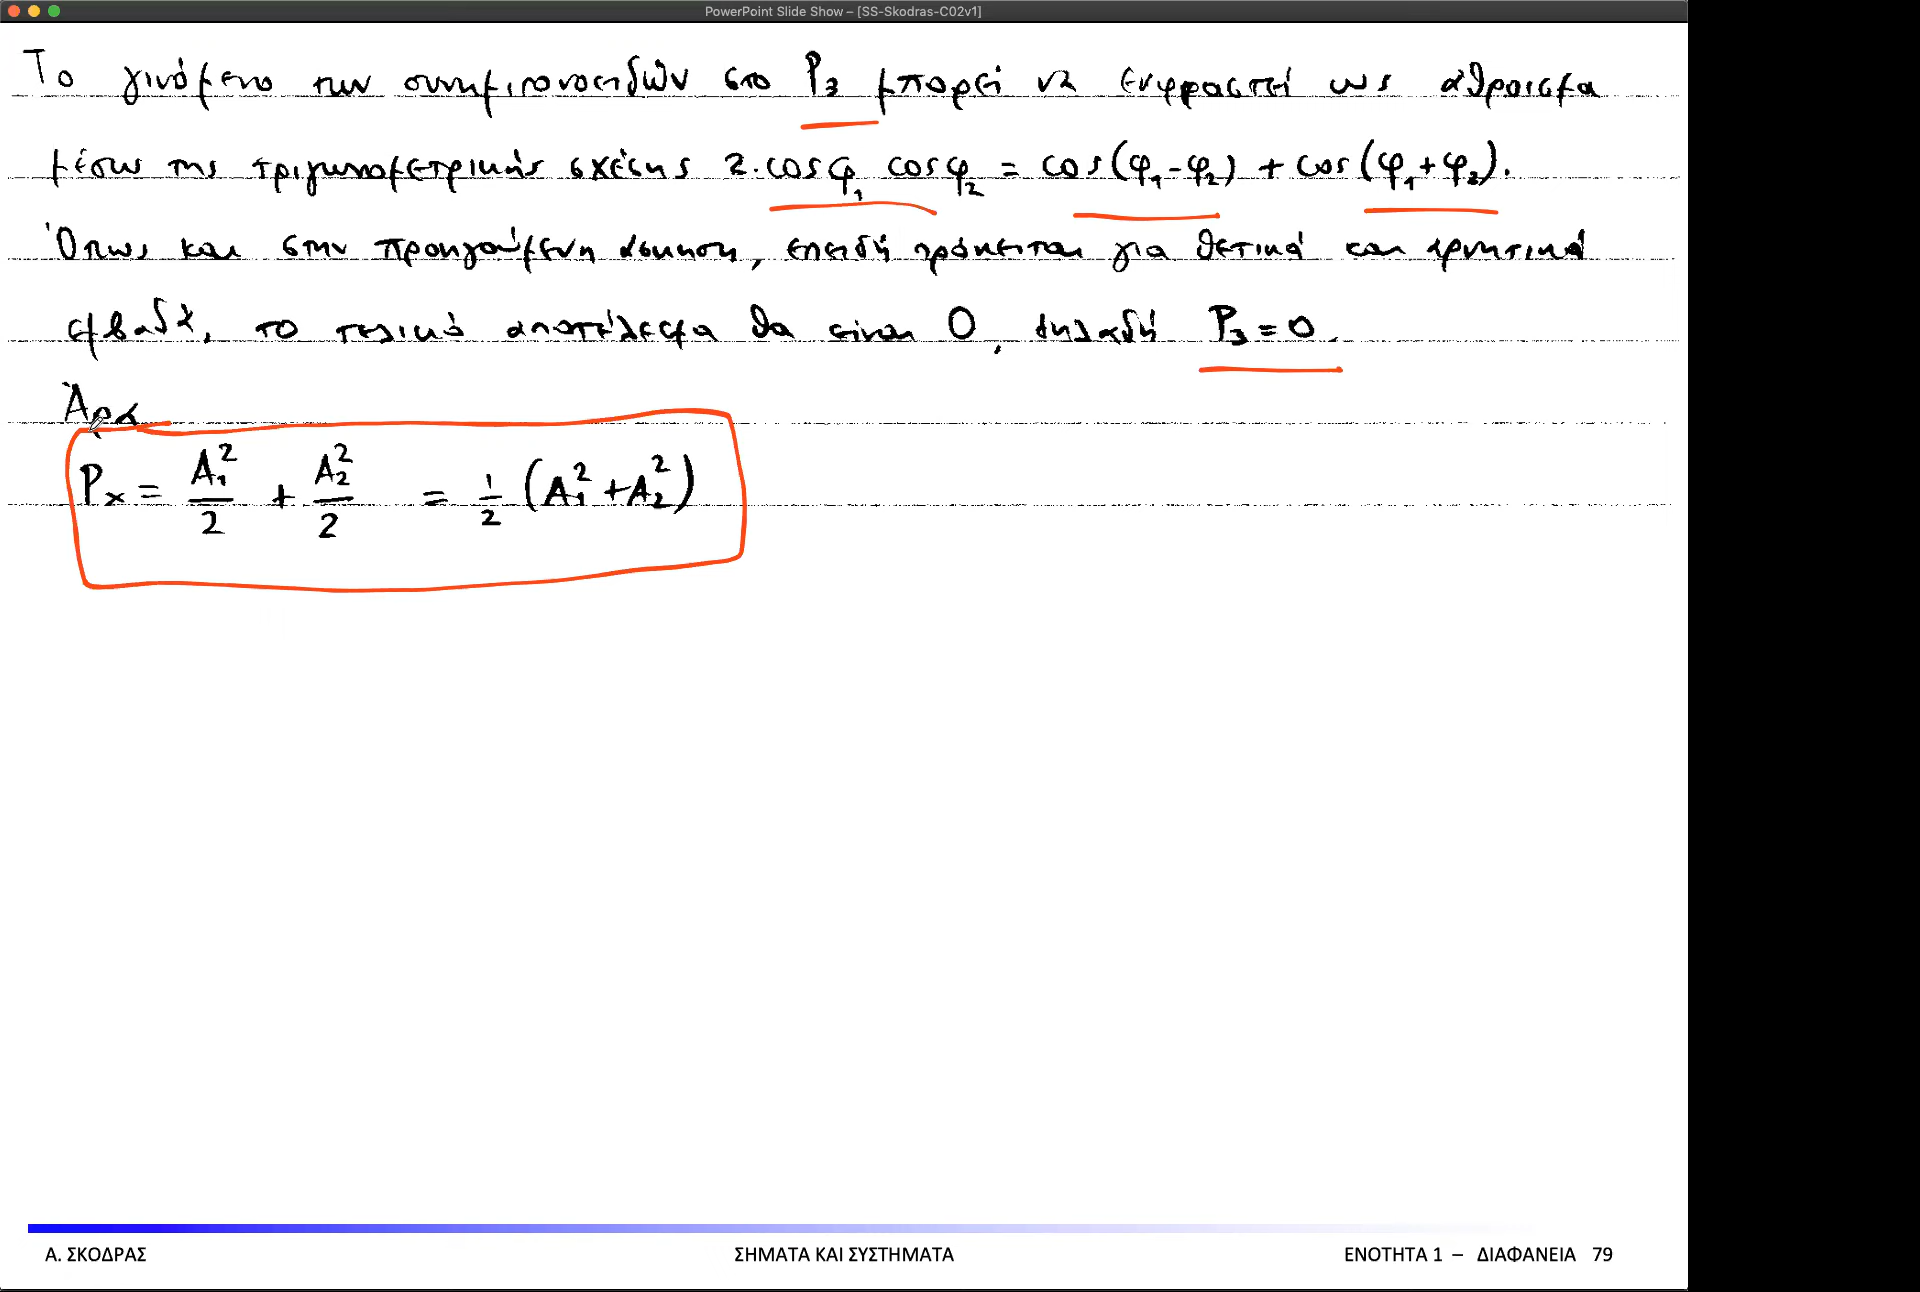 PowerPoint Slide Show – [SS-Skodras-C02v1]
Το γινόμενο των συνημιτονοειδών στο P₃ μπορεί να εκφραστεί ως άθροισμα
μέσω της τριγωνομετρικής σχέσης 2·cosφ₁ cosφ₂ = cos(φ₁-φ₂) + cos(φ₁+φ₂).
Όπως και στην προηγούμενη άσκηση, επειδή πρόκειται για θετικά και αρνητικά
εμβαδά, το τελικό αποτέλεσμα θα είναι 0, δηλαδή P₃=0.
Άρα
Pₓ = A₁²/2 + A₂²/2 = 1/2 (A₁²+A₂²)
Α. ΣΚΟΔΡΑΣ ΣΗΜΑΤΑ ΚΑΙ ΣΥΣΤΗΜΑΤΑ ΕΝΟΤΗΤΑ 1 – ΔΙΑΦΑΝΕΙΑ 79